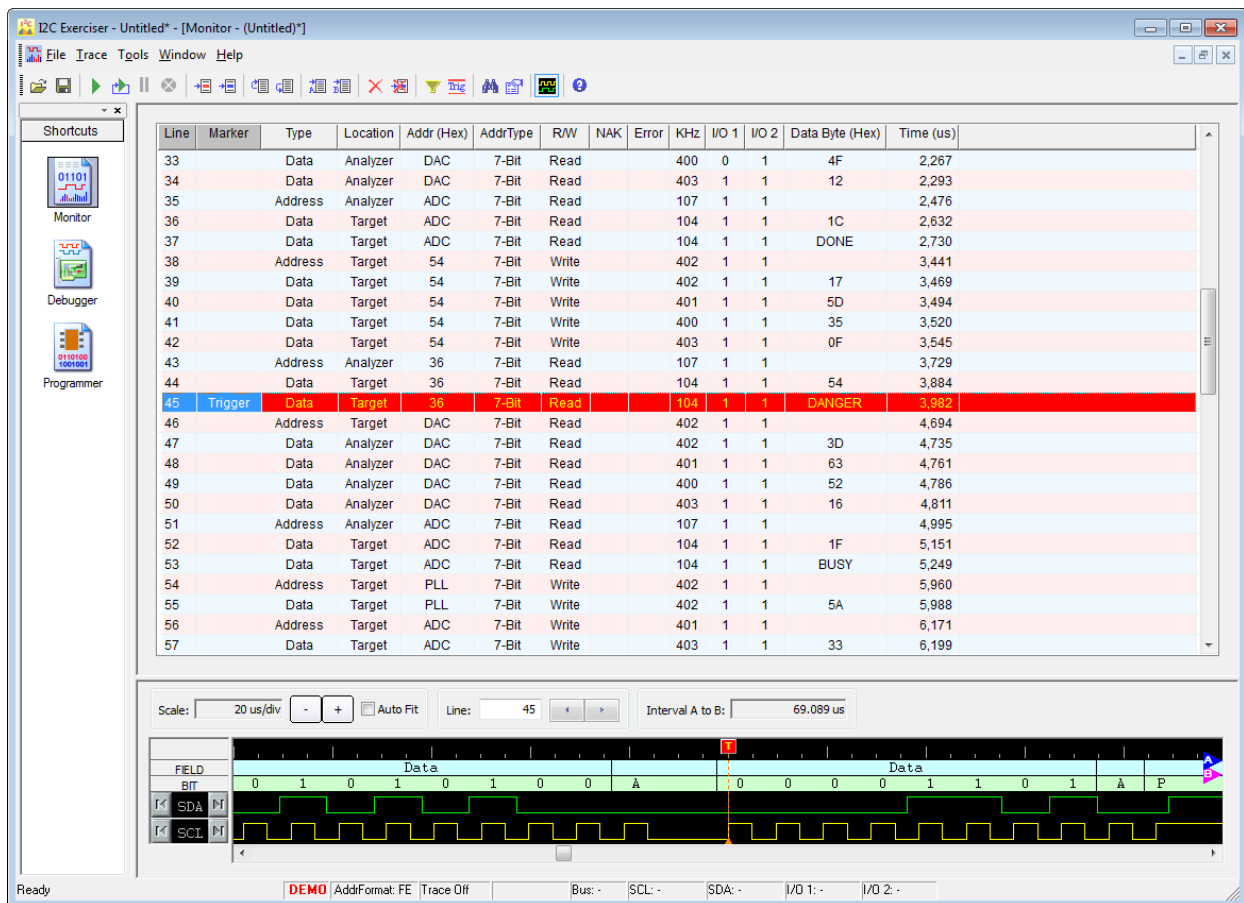 I2C Exerciser - Untitled* - [Monitor - (Untitled)*]
File Trace Tools Window Help
Shortcuts
Monitor
Debugger
Programmer
Line Marker Type Location Addr (Hex) AddrType R/W NAK Error KHz I/O 1 I/O 2 Data Byte (Hex) Time (us)
33 Data Analyzer DAC 7-Bit Read 400 0 1 4F 2,267
34 Data Analyzer DAC 7-Bit Read 403 1 1 12 2,293
35 Address Analyzer ADC 7-Bit Read 107 1 1 2,476
36 Data Target ADC 7-Bit Read 104 1 1 1C 2,632
37 Data Target ADC 7-Bit Read 104 1 1 DONE 2,730
38 Address Target 54 7-Bit Write 402 1 1 3,441
39 Data Target 54 7-Bit Write 402 1 1 17 3,469
40 Data Target 54 7-Bit Write 401 1 1 5D 3,494
41 Data Target 54 7-Bit Write 400 1 1 35 3,520
42 Data Target 54 7-Bit Write 403 1 1 0F 3,545
43 Address Analyzer 36 7-Bit Read 107 1 1 3,729
44 Data Target 36 7-Bit Read 104 1 1 54 3,884
45 Trigger Data Target 36 7-Bit Read 104 1 1 DANGER 3,982
46 Address Target DAC 7-Bit Read 402 1 1 4,694
47 Data Analyzer DAC 7-Bit Read 402 1 1 3D 4,735
48 Data Analyzer DAC 7-Bit Read 401 1 1 63 4,761
49 Data Analyzer DAC 7-Bit Read 400 1 1 52 4,786
50 Data Analyzer DAC 7-Bit Read 403 1 1 16 4,811
51 Address Analyzer ADC 7-Bit Read 107 1 1 4,995
52 Data Target ADC 7-Bit Read 104 1 1 1F 5,151
53 Data Target ADC 7-Bit Read 104 1 1 BUSY 5,249
54 Address Target PLL 7-Bit Write 402 1 1 5,960
55 Data Target PLL 7-Bit Write 402 1 1 5A 5,988
56 Address Target ADC 7-Bit Write 401 1 1 6,171
57 Data Target ADC 7-Bit Write 403 1 1 33 6,199
Scale: 20 us/div - + Auto Fit Line: 45 Interval A to B: 69.089 us
T
FIELD Data Data A
BIT 0 1 0 1 0 1 0 0 A 0 0 0 0 1 1 0 1 A P B
SDA
SCL
Ready DEMO AddrFormat: FE Trace Off Bus: - SCL: - SDA: - I/O 1: - I/O 2: -